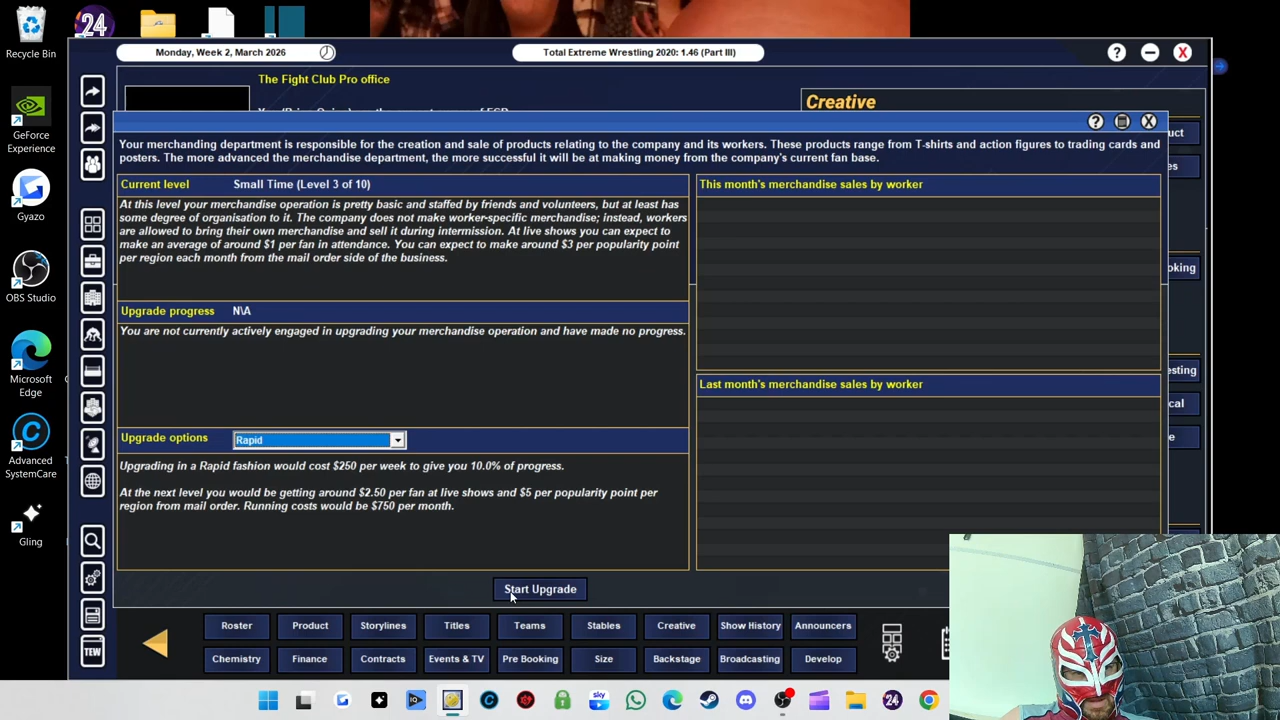 Recycle Bin
GeForce
Experience
Gyazo
OBS Studio
Microsoft
Edge
Advanced
SystemCare
Gling
24
Monday, Week 2, March 2026
Total Extreme Wrestling 2020: 1.46 (Part III)
?
X
The Fight Club Pro office
Creative
?
X
Your merchanding department is responsible for the creation and sale of products relating to the company and its workers. These products range from T-shirts and action figures to trading cards and
posters. The more advanced the merchandise department, the more successful it will be at making money from the company's current fan base.
Current level Small Time (Level 3 of 10)
At this level your merchandise operation is pretty basic and staffed by friends and volunteers, but at least has
some degree of organisation to it. The company does not make worker-specific merchandise; instead, workers
are allowed to bring their own merchandise and sell it during intermission. At live shows you can expect to
make an average of around $1 per fan in attendance. You can expect to make around $3 per popularity point
per region each month from the mail order side of the business.
Upgrade progress N\A
You are not currently actively engaged in upgrading your merchandise operation and have made no progress.
Upgrade options Rapid
Upgrading in a Rapid fashion would cost $250 per week to give you 10.0% of progress.
At the next level you would be getting around $2.50 per fan at live shows and $5 per popularity point per
region from mail order. Running costs would be $750 per month.
This month's merchandise sales by worker
Last month's merchandise sales by worker
Start Upgrade
uct
es
oking
esting
cal
e
TEW
Roster Product Storylines Titles Teams Stables Creative Show History Announcers
Chemistry Finance Contracts Events & TV Pre Booking Size Backstage Broadcasting Develop
sky
24